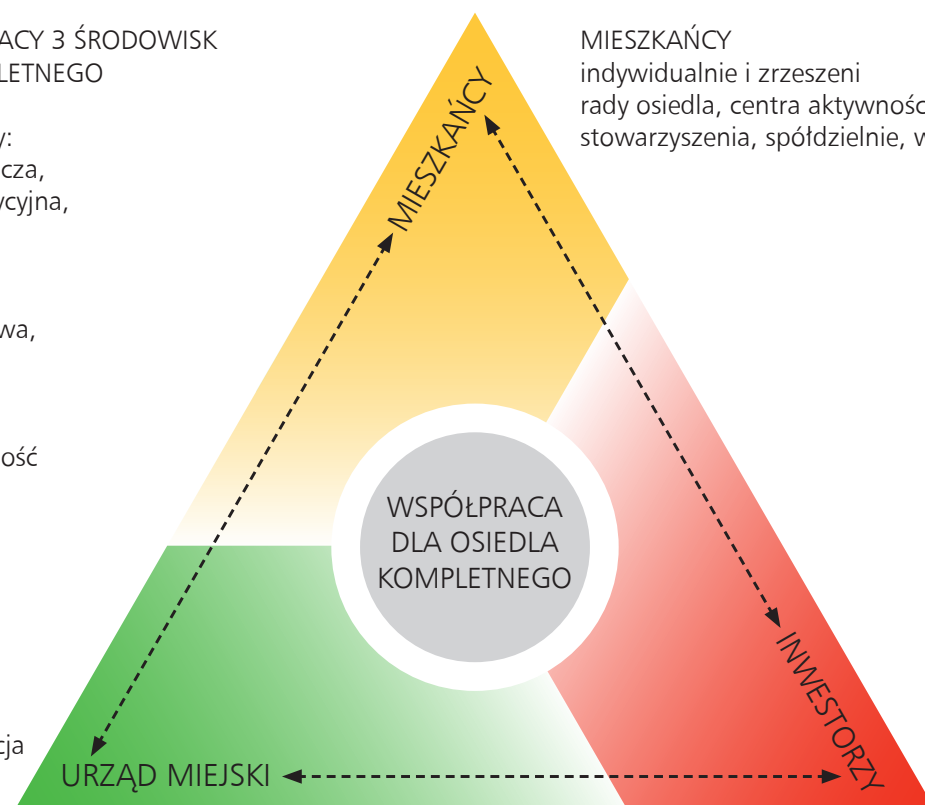 ACY 3 ŚRODOWISK
LETNEGO
y:
cza,
ycyjna,
wa,
ość
cja
MIESZKAŃCY
indywidualnie i zrzeszeni
rady osiedla, centra aktywnośc
stowarzyszenia, spółdzielnie, w
MIESZKAŃCY
WSPÓŁPRACA
DLA OSIEDLA
KOMPLETNEGO
INWESTORZY
URZĄD MIEJSKI